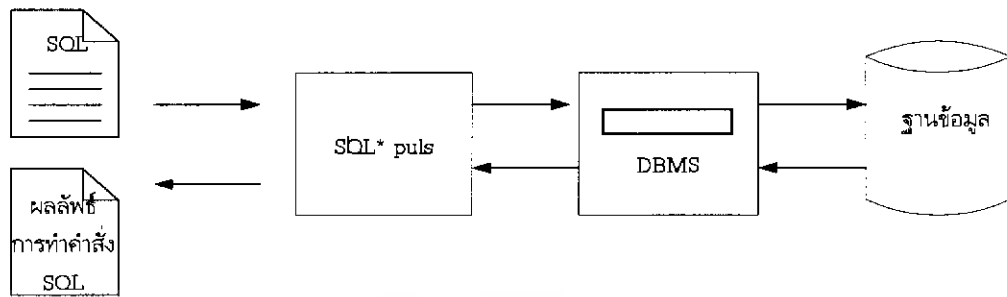 SQL
SQL* puls
DBMS
ฐานข้อมูล
ผลลัพธ์
การทำคำสั่ง
SQL